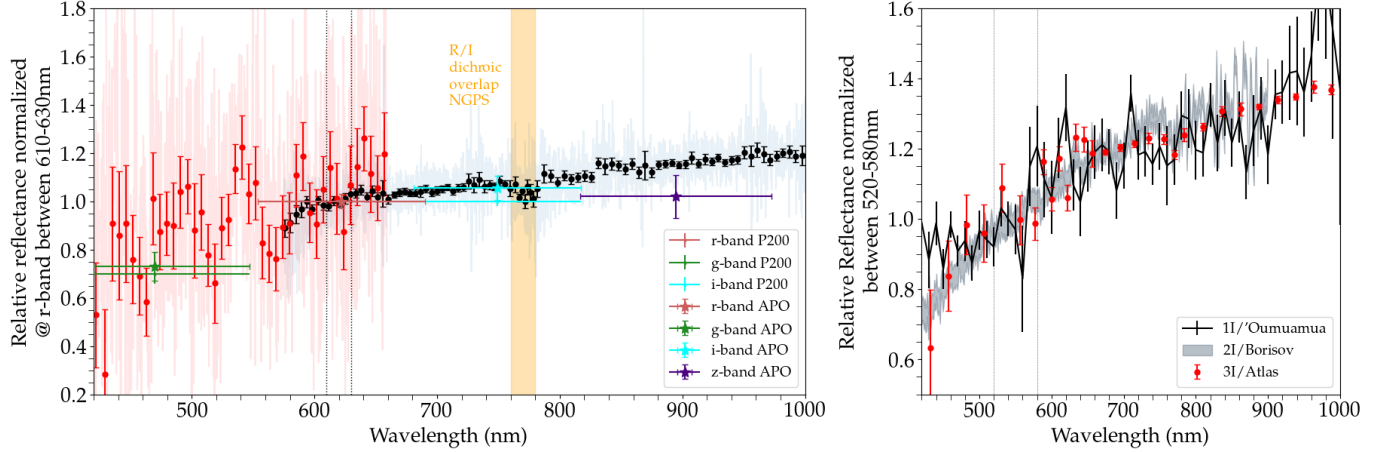 Relative reflectance normalized
@ r-band between 610-630nm
1.8
1.6
1.4
1.2
1.0
0.8
0.6
0.4
0.2
R/I
dichroic
overlap
NGPS
r-band P200
g-band P200
i-band P200
r-band APO
g-band APO
i-band APO
z-band APO
500
600
700
800
900
1000
Wavelength (nm)
Relative Reflectance normalized
between 520-580nm
1.6
1.4
1.2
1.0
0.8
0.6
1I/'Oumuamua
2I/Borisov
3I/Atlas
500
600
700
800
900
1000
Wavelength (nm)